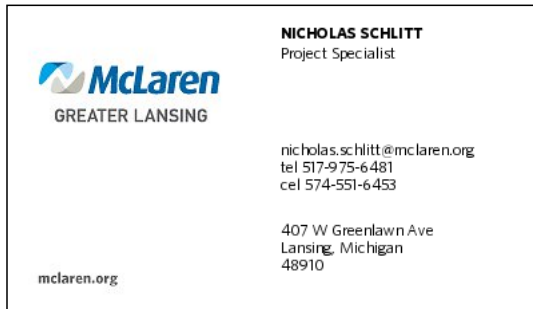 NICHOLAS SCHLITT
Project Specialist
McLaren
GREATER LANSING
nicholas.schlitt@mclaren.org
tel 517-975-6481
cel 574-551-6453
407 W Greenlawn Ave
Lansing, Michigan
48910
mclaren.org